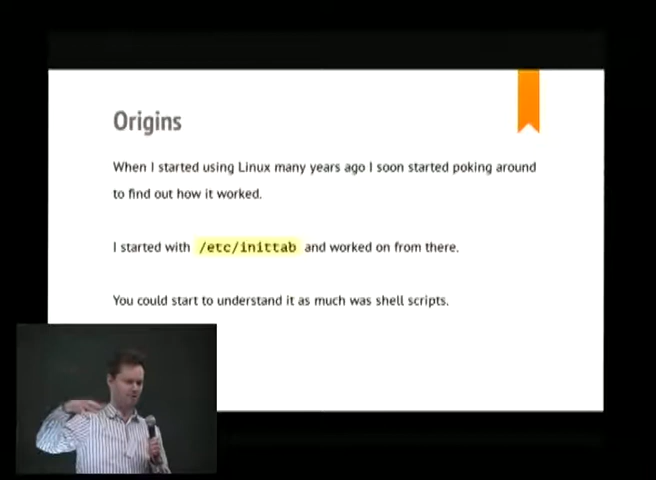 Origins
When I started using Linux many years ago I soon started poking around
to find out how it worked.
I started with /etc/inittab and worked on from there.
You could start to understand it as much was shell scripts.